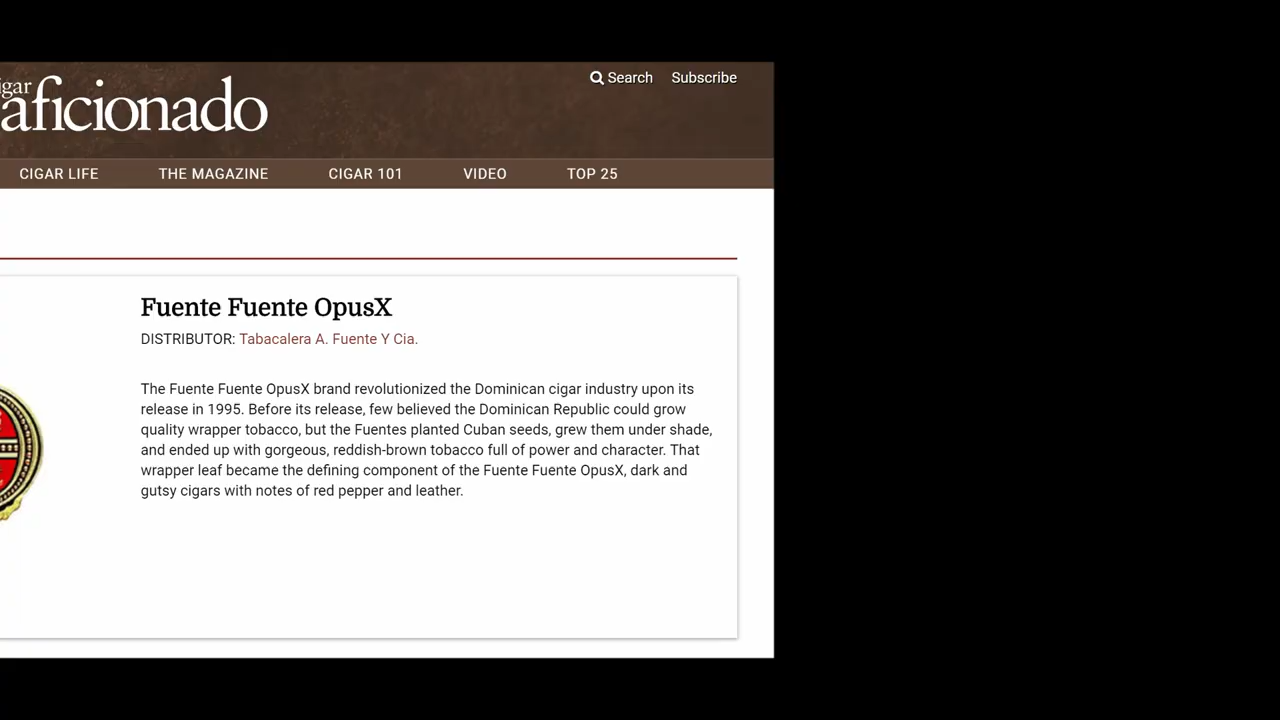 igar
aficionado
Search Subscribe
CIGAR LIFE THE MAGAZINE CIGAR 101 VIDEO TOP 25
Fuente Fuente OpusX
DISTRIBUTOR: Tabacalera A. Fuente Y Cia.
The Fuente Fuente OpusX brand revolutionized the Dominican cigar industry upon its
release in 1995. Before its release, few believed the Dominican Republic could grow
quality wrapper tobacco, but the Fuentes planted Cuban seeds, grew them under shade,
and ended up with gorgeous, reddish-brown tobacco full of power and character. That
wrapper leaf became the defining component of the Fuente Fuente OpusX, dark and
gutsy cigars with notes of red pepper and leather.